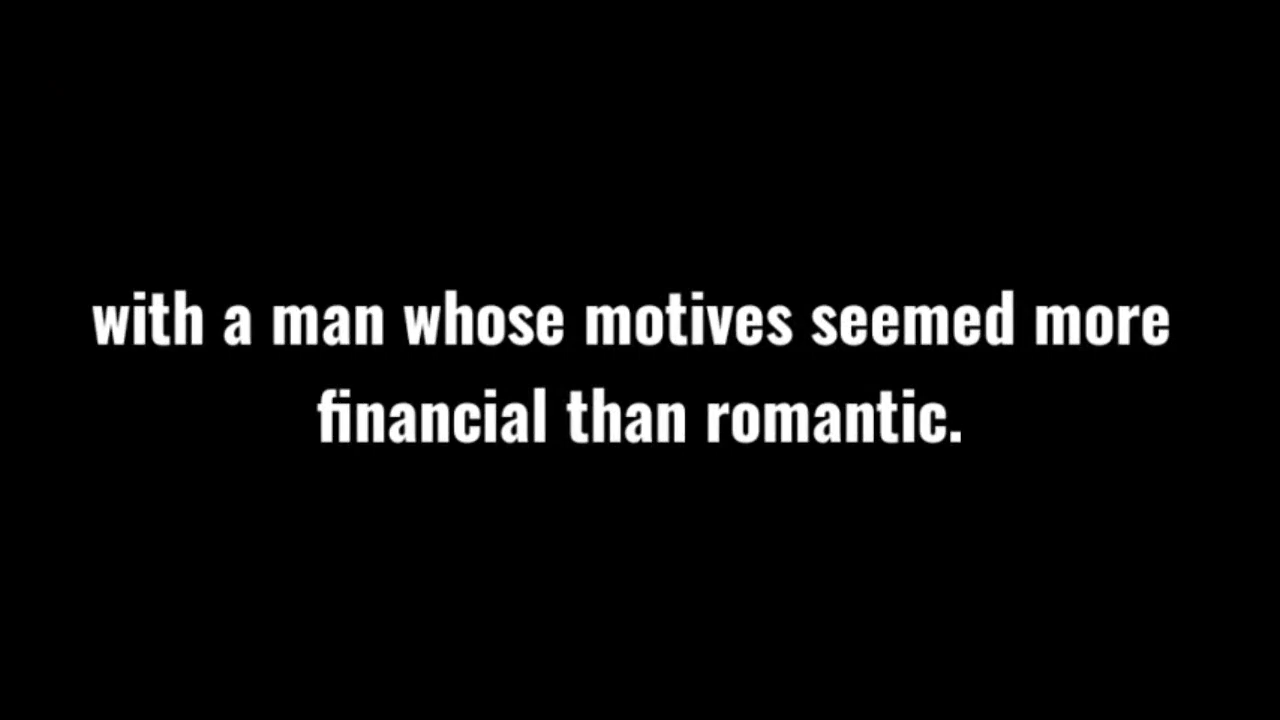 with a man whose motives seemed more
financial than romantic.